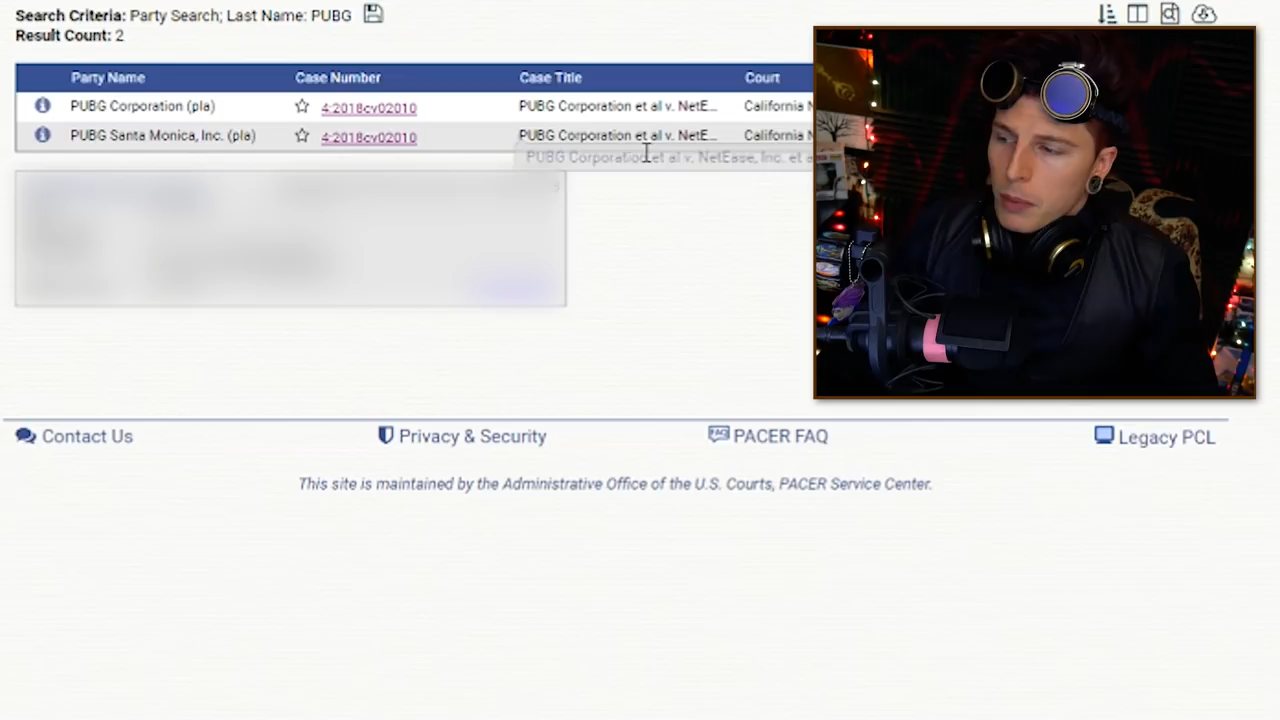 Search Criteria: Party Search; Last Name: PUBG
Result Count: 2
Party Name Case Number Case Title Court
PUBG Corporation (pla) 4:2018cv02010 PUBG Corporation et al v. NetE... California N
PUBG Santa Monica, Inc. (pla) 4:2018cv02010 PUBG Corporation et al v. NetE... California N
PUBG Corporation et al v. NetEase, Inc. et a
Contact Us Privacy & Security FAQ PACER FAQ Legacy PCL
This site is maintained by the Administrative Office of the U.S. Courts, PACER Service Center.